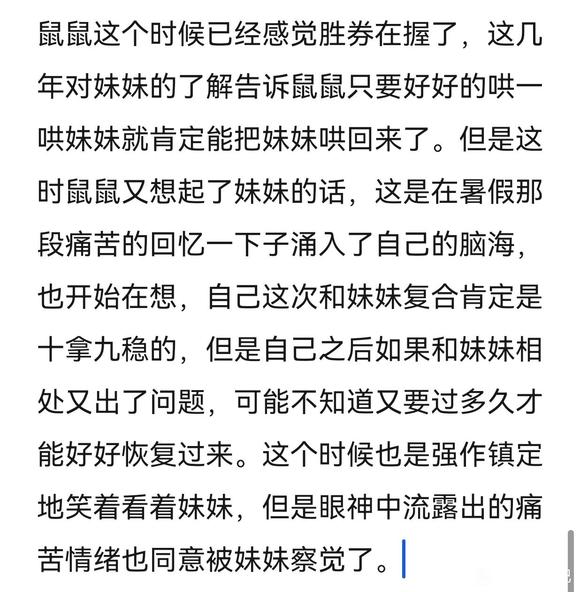 鼠鼠这个时候已经感觉胜券在握了，这几
年对妹妹的了解告诉鼠鼠只要好好的哄一
哄妹妹就肯定能把妹妹哄回来了。但是这
时鼠鼠又想起了妹妹的话，这是在暑假那
段痛苦的回忆一下子涌入了自己的脑海，
也开始在想，自己这次和妹妹复合肯定是
十拿九稳的，但是自己之后如果和妹妹相
处又出了问题，可能不知道又要过多久才
能好好恢复过来。这个时候也是强作镇定
地笑着看着妹妹，但是眼神中流露出的痛
苦情绪也同意被妹妹察觉了。